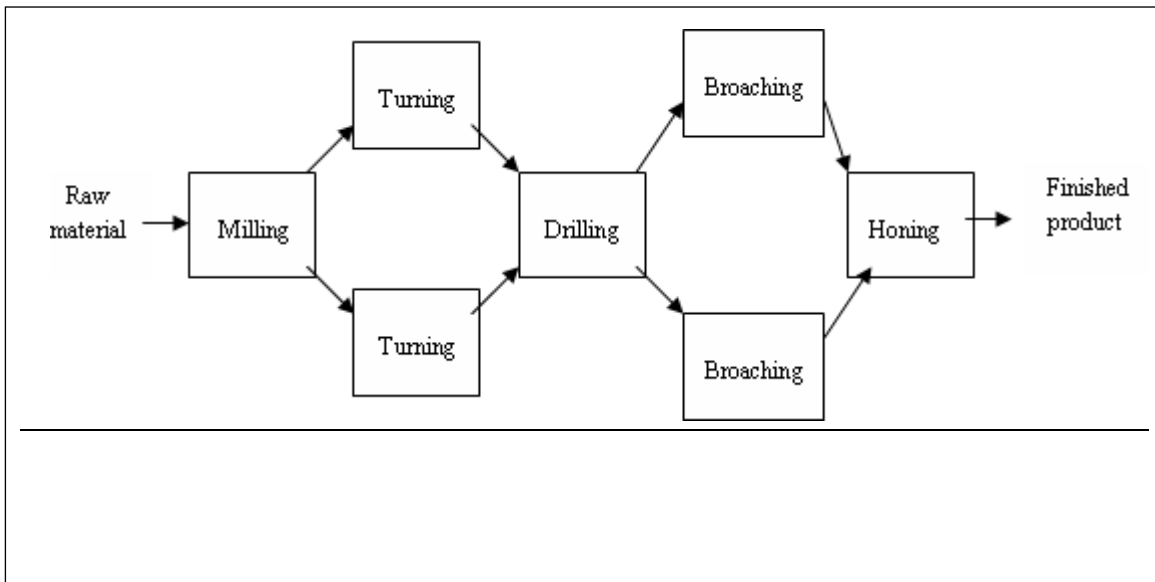 Raw
material
Milling
Turning
Turning
Drilling
Broaching
Broaching
Honing
Finished
product